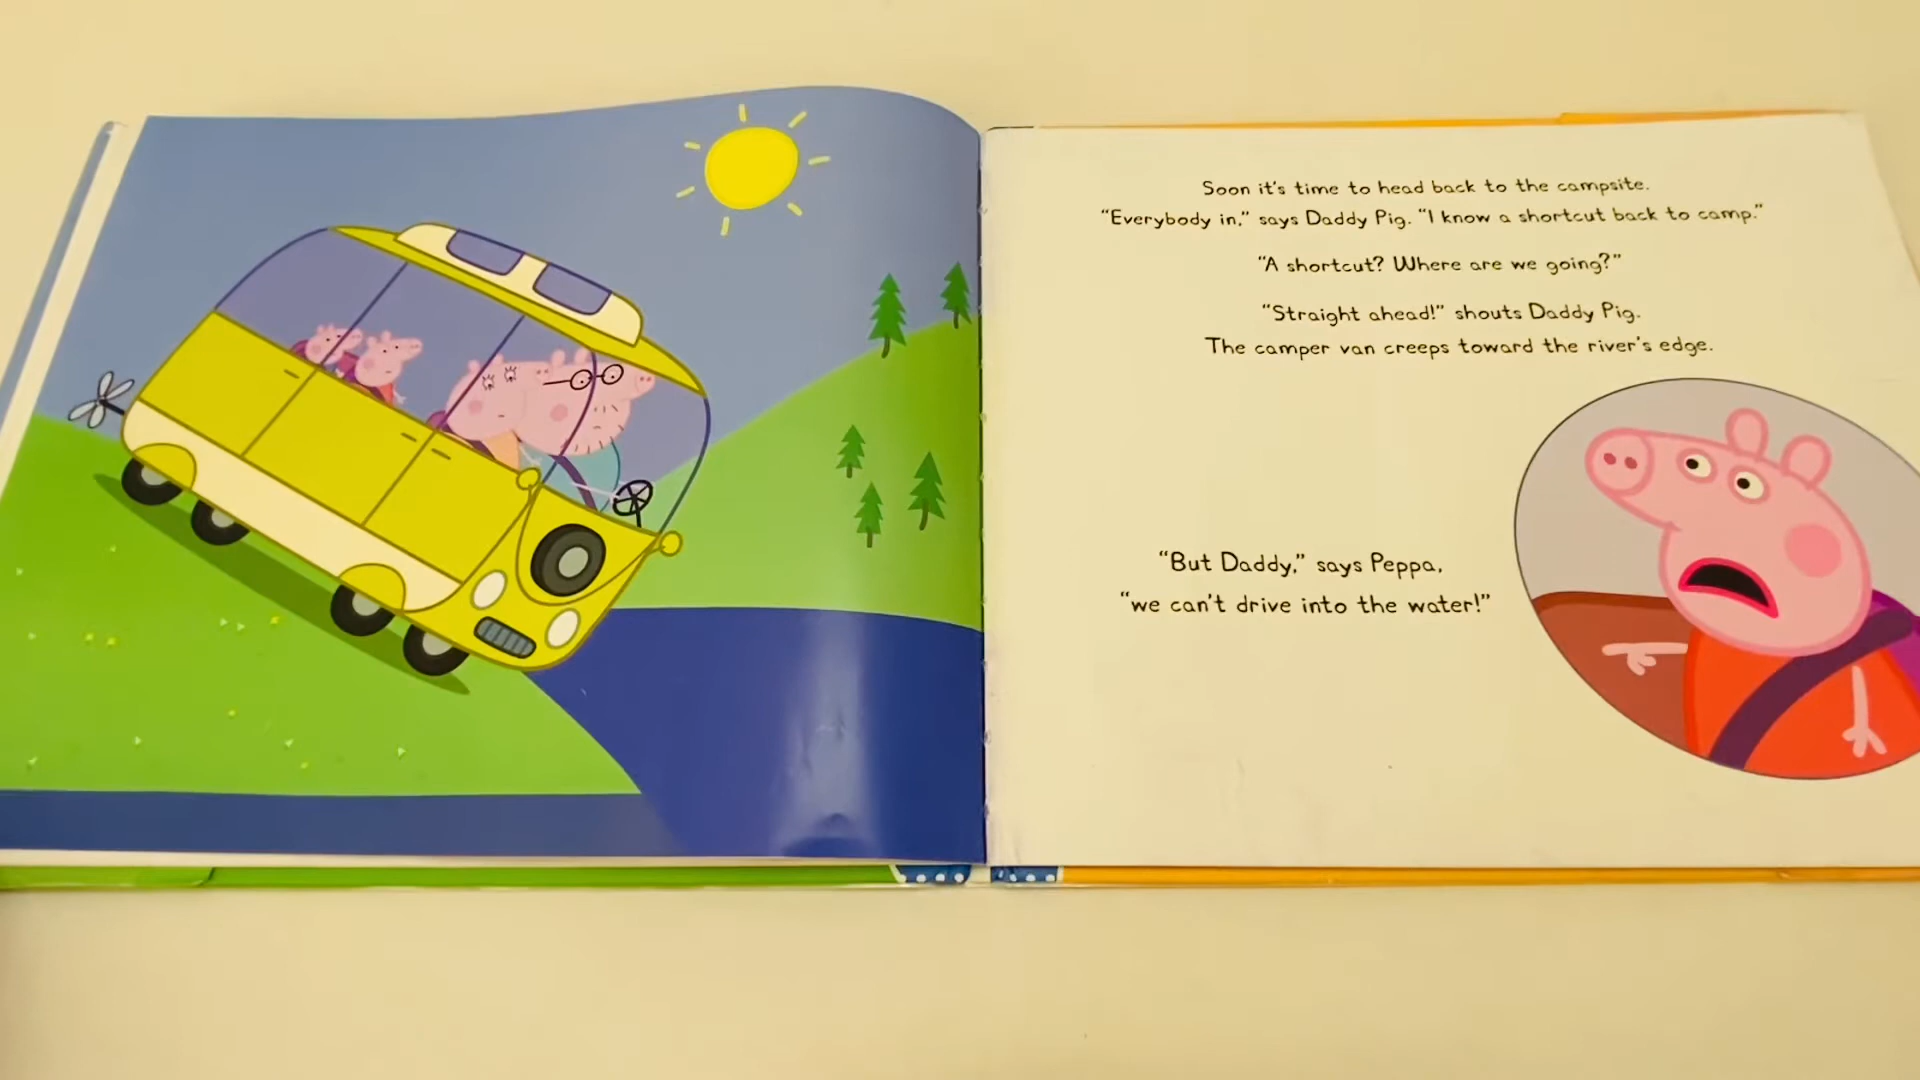 Soon it's time to head back to the campsite.
“Everybody in,” says Daddy Pig. “I know a shortcut back to camp.”
“A shortcut? Where are we going?”
“Straight ahead!” shouts Daddy Pig.
The camper van creeps toward the river's edge.
“But Daddy,” says Peppa,
“we can't drive into the water!”